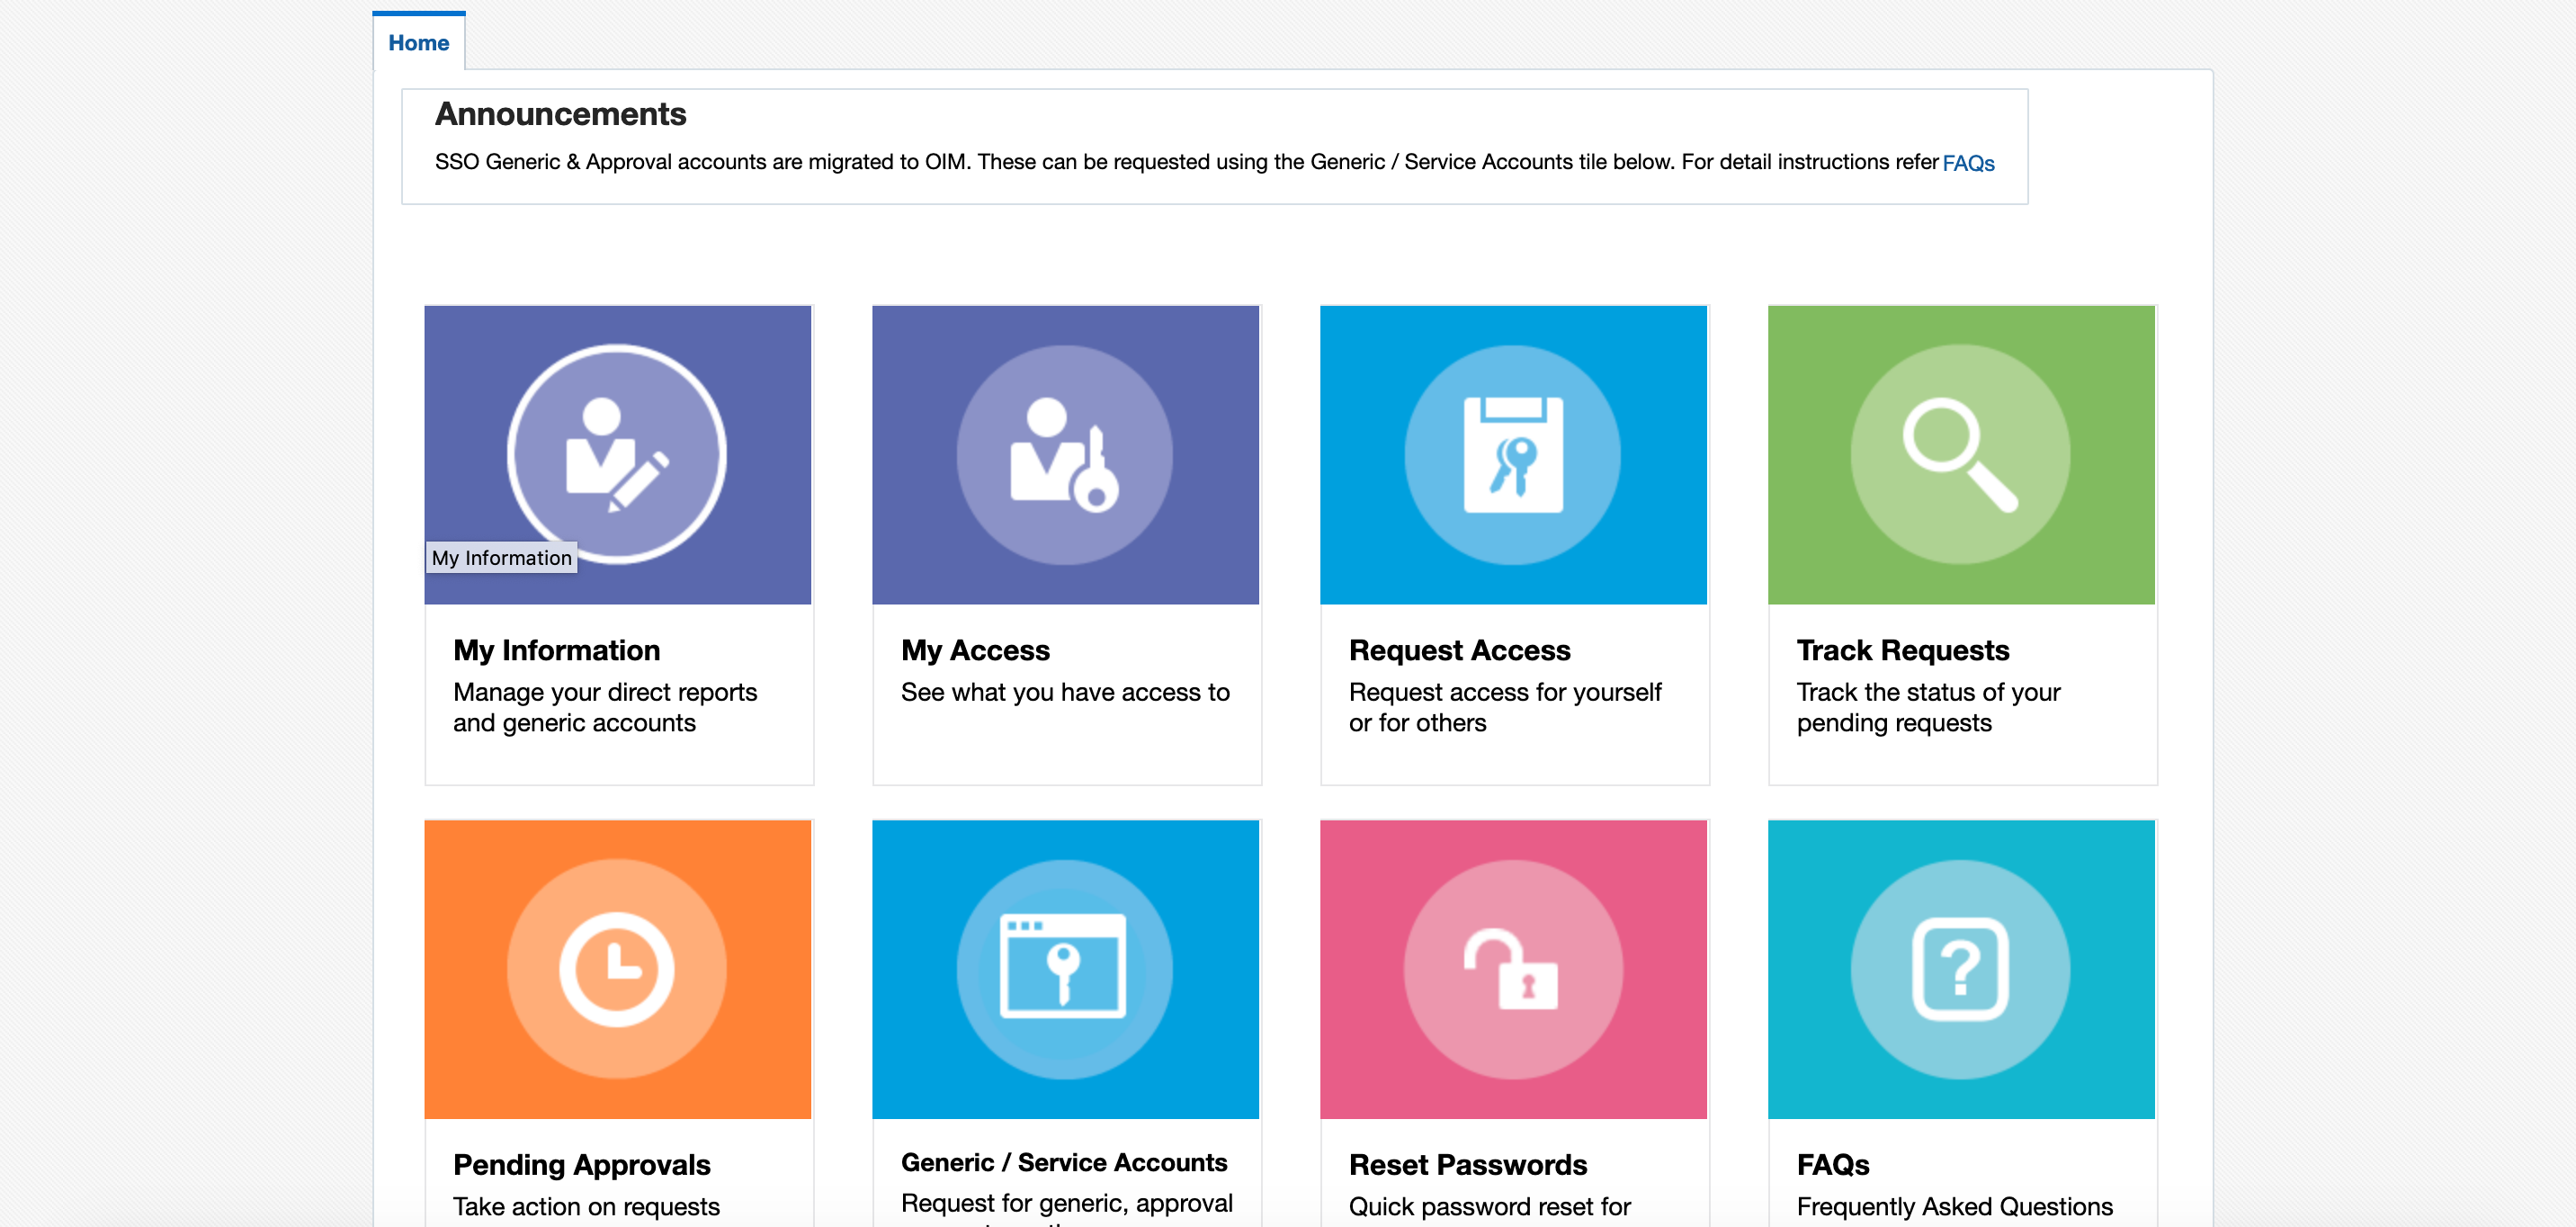 Home
Announcements
SSO Generic & Approval accounts are migrated to OIM. These can be requested using the Generic / Service Accounts tile below. For detail instructions refer FAQs
My Information
My Information
Manage your direct reports
and generic accounts
My Access
See what you have access to
Request Access
Request access for yourself
or for others
Track Requests
Track the status of your
pending requests
Pending Approvals
Take action on requests
Generic / Service Accounts
Request for generic, approval
Reset Passwords
Quick password reset for
FAQs
Frequently Asked Questions